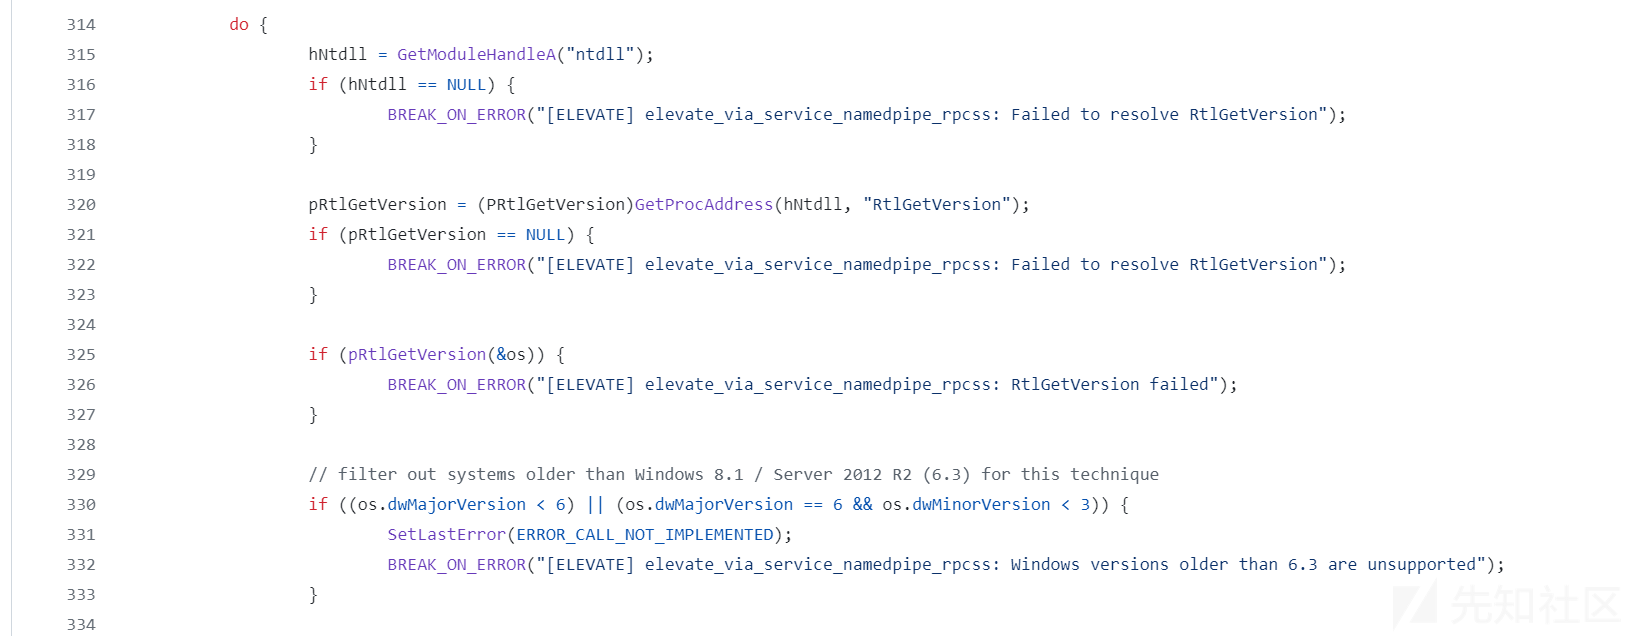 314 do {
315 hNtdll = GetModuleHandleA("ntdll");
316 if (hNtdll == NULL) {
317 BREAK_ON_ERROR("[ELEVATE] elevate_via_service_namedpipe_rpcss: Failed to resolve RtlGetVersion");
318 }
319
320 pRtlGetVersion = (PRtlGetVersion)GetProcAddress(hNtdll, "RtlGetVersion");
321 if (pRtlGetVersion == NULL) {
322 BREAK_ON_ERROR("[ELEVATE] elevate_via_service_namedpipe_rpcss: Failed to resolve RtlGetVersion");
323 }
324
325 if (pRtlGetVersion(&os)) {
326 BREAK_ON_ERROR("[ELEVATE] elevate_via_service_namedpipe_rpcss: RtlGetVersion failed");
327 }
328
329 // filter out systems older than Windows 8.1 / Server 2012 R2 (6.3) for this technique
330 if ((os.dwMajorVersion < 6) || (os.dwMajorVersion == 6 && os.dwMinorVersion < 3)) {
331 SetLastError(ERROR_CALL_NOT_IMPLEMENTED);
332 BREAK_ON_ERROR("[ELEVATE] elevate_via_service_namedpipe_rpcss: Windows versions older than 6.3 are unsupported");
333 }
334
先知社区